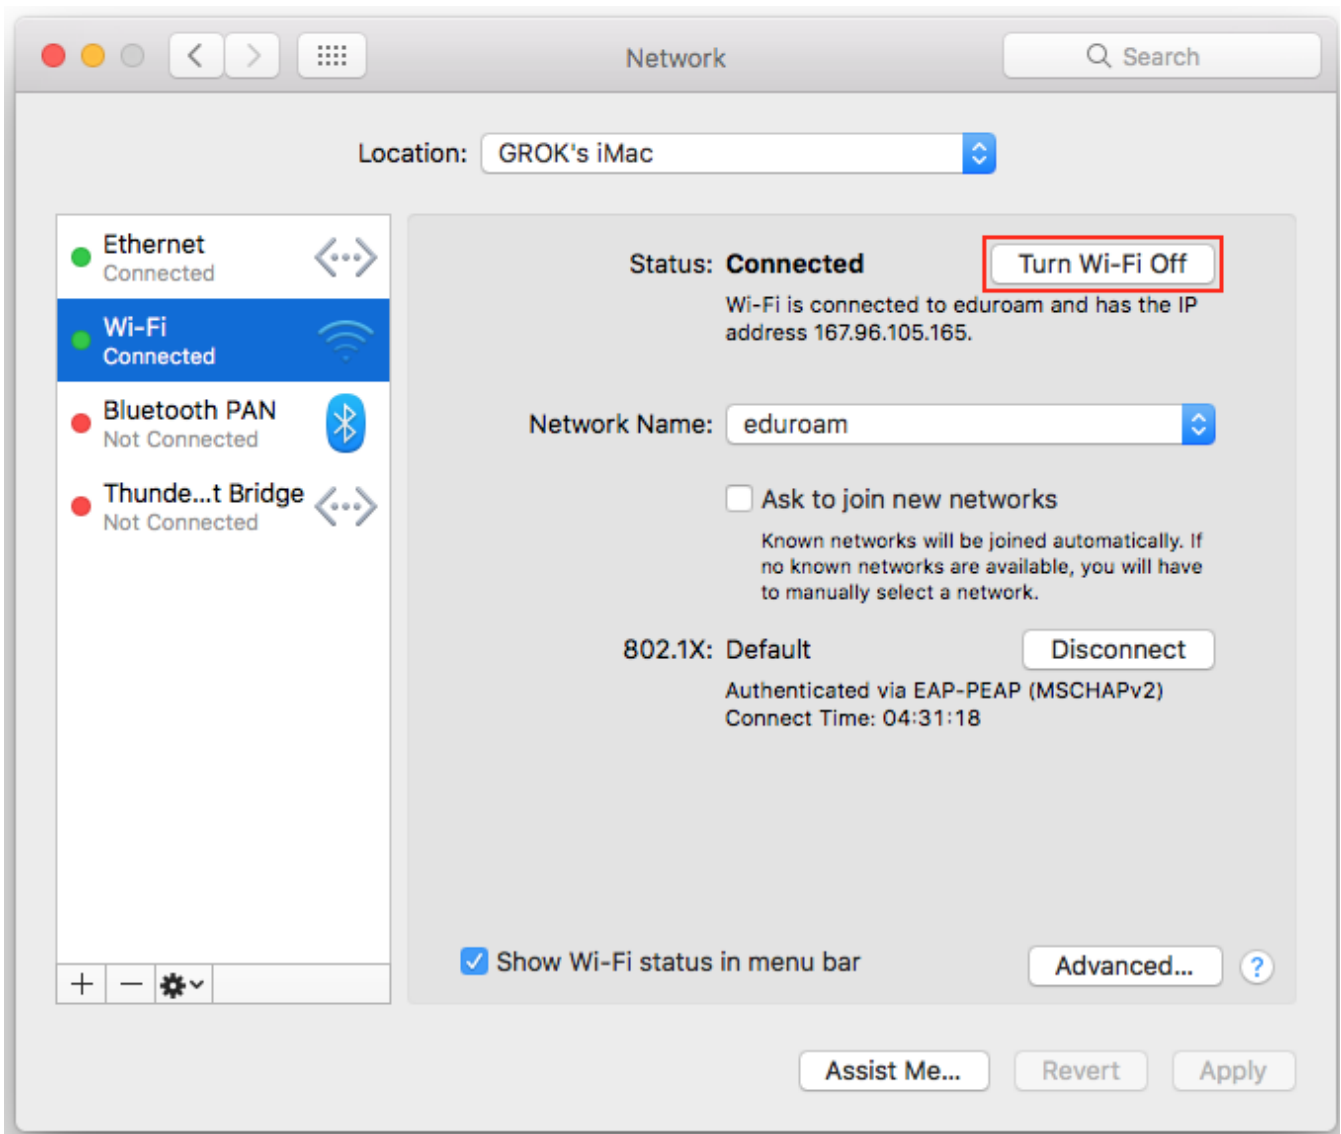 Network
Search
Location: GROK's iMac
Ethernet
Connected
Wi-Fi
Connected
Bluetooth PAN
Not Connected
Thunde...t Bridge
Not Connected
Status: Connected
Turn Wi-Fi Off
Wi-Fi is connected to eduroam and has the IP
address 167.96.105.165.
Network Name: eduroam
Ask to join new networks
Known networks will be joined automatically. If
no known networks are available, you will have
to manually select a network.
802.1X: Default
Disconnect
Authenticated via EAP-PEAP (MSCHAPv2)
Connect Time: 04:31:18
Show Wi-Fi status in menu bar
Advanced...
?
Assist Me...
Revert
Apply